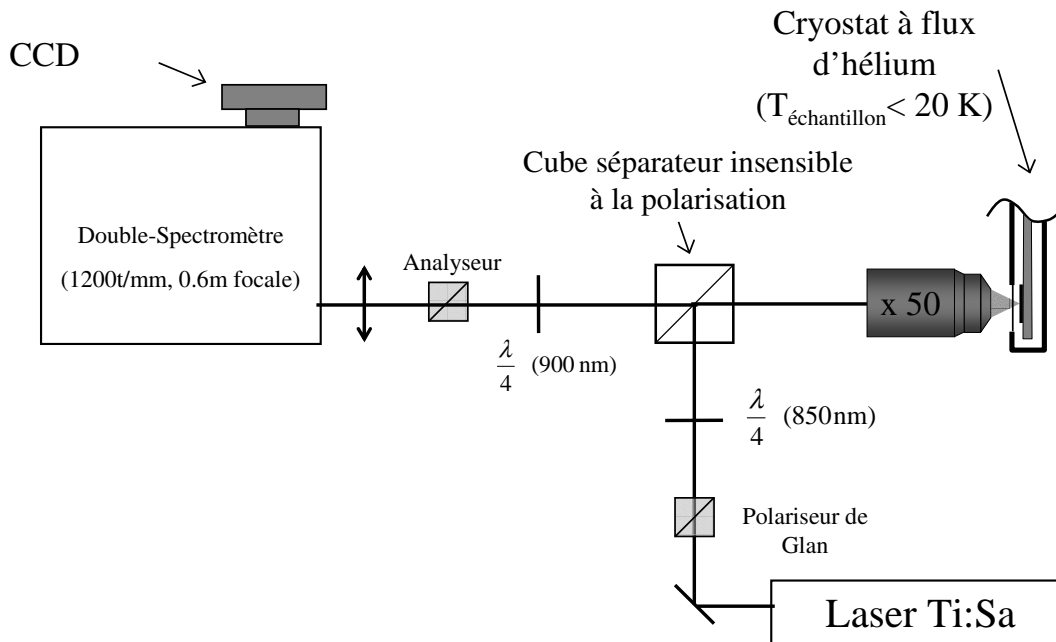 CCD
Cryostat à flux
d’hélium
(Téchantillon< 20 K)
Cube séparateur insensible
à la polarisation
Double-Spectromètre
(1200t/mm, 0.6m focale)
Analyseur
x 50
λ/4 (900 nm)
λ/4 (850nm)
Polariseur de
Glan
Laser Ti:Sa